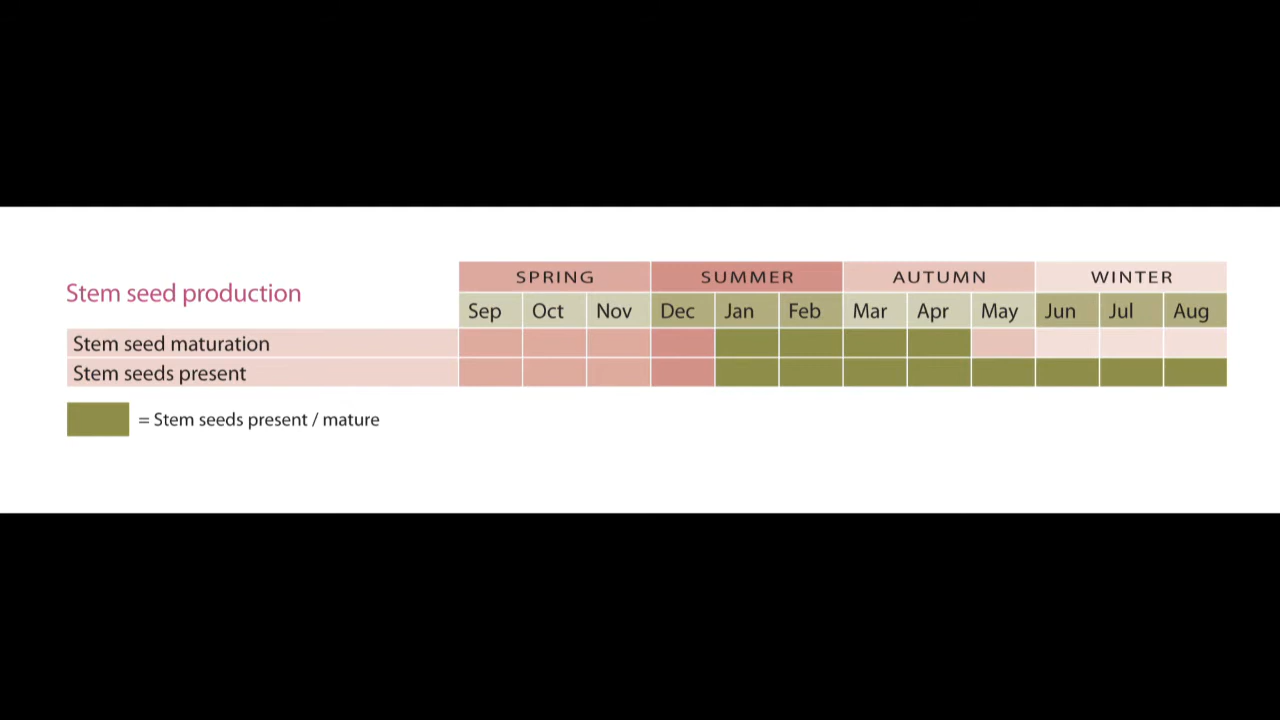 Stem seed production
SPRING SUMMER AUTUMN WINTER
Sep Oct Nov Dec Jan Feb Mar Apr May Jun Jul Aug
Stem seed maturation
Stem seeds present
= Stem seeds present / mature